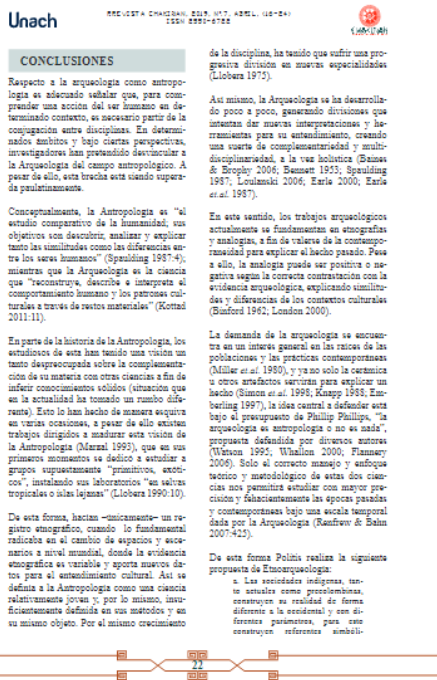 Unach
RREVISTA CHAKIÑAN, 2019, Nº.7, ABRIL, (16-24)
ISSN 2550-6722
CHAKIÑAN
CONCLUSIONES
Respecto a la arqueología como antropo-
logía es adecuado señalar que, para com-
prender una acción del ser humano en de-
terminado contexto, es necesario partir de la
conjugación entre disciplinas. En determi-
nados ámbitos y bajo ciertas perspectivas,
investigadores han pretendido desvincular a
la Arqueología del campo antropológico. A
pesar de ello, esta brecha está siendo supera-
da paulatinamente.
Conceptualmente, la Antropología es “el
estudio comparativo de la humanidad; sus
objetivos son descubrir, analizar y explicar
tanto las similitudes como las diferencias en-
tre los seres humanos” (Spaulding 1987:4);
mientras que la Arqueología es la ciencia
que “reconstruye, describe e interpreta el
comportamiento humano y los patrones cul-
turales a través de restos materiales” (Kottad
2011:11).
En parte de la historia de la Antropología, los
estudiosos de esta han tenido una visión un
tanto despreocupada sobre la complementa-
ción de su materia con otras ciencias a fin de
inferir conocimientos sólidos (situación que
en la actualidad ha tomado un rumbo dife-
rente). Esto lo han hecho de manera esquiva
en varias ocasiones, a pesar de ello existen
trabajos dirigidos a madurar esta visión de
la Antropología (Marzal 1993), que en sus
primeros momentos se dedicó a estudiar a
grupos supuestamente “primitivos, exóti-
cos”, instalando sus laboratorios “en selvas
tropicales o islas lejanas” (Llobera 1990:10).
De esta forma, hacían –únicamente– un re-
gistro etnográfico, cuando lo fundamental
radicaba en el cambio de espacios y esce-
narios a nivel mundial, donde la evidencia
etnográfica es variable y aporta nuevos da-
tos para el entendimiento cultural. Así se
definía a la Antropología como una ciencia
relativamente joven y, por lo mismo, insu-
ficientemente definida en sus métodos y en
su mismo objeto. Por el mismo crecimiento
de la disciplina, ha tenido que sufrir una pro-
gresiva división en nuevas especialidades
(Llobera 1975).
Así mismo, la Arqueología se ha desarrolla-
do poco a poco, generando divisiones que
intentan dar nuevas interpretaciones y he-
rramientas para su entendimiento, creando
una suerte de complementariedad y multi-
disciplinariedad, a la vez holística (Baines
& Brophy 2006; Bennett 1953; Spaulding
1987; Loulanski 2006; Earle 2000; Earle
et.al. 1987).
En este sentido, los trabajos arqueológicos
actualmente se fundamentan en etnografías
y analogías, a fin de valerse de la contempo-
raneidad para explicar el hecho pasado. Pese
a ello, la analogía puede ser positiva o ne-
gativa según la correcta contrastación con la
evidencia arqueológica, explicando similitu-
des y diferencias de los contextos culturales
(Binford 1962; London 2000).
La demanda de la arqueología se encuen-
tra en un interés general en las raíces de las
poblaciones y las prácticas contemporáneas
(Miller et.al. 1980), y ya no solo la cerámica
u otros artefactos servirán para explicar un
hecho (Simon et.al. 1998; Knapp 1988; Em-
berling 1997), la idea central a defender está
bajo el presupuesto de Phillip Phillips, “la
arqueología es antropología o no es nada”,
propuesta defendida por diversos autores
(Watson 1995; Whallon 2000; Flannery
2006). Solo el correcto manejo y enfoque
teórico y metodológico de estas dos cien-
cias nos permitirá estudiar con mayor pre-
cisión y fehacientemente las épocas pasadas
y contemporáneas bajo una escala temporal
dada por la Arqueología (Renfrew & Bahn
2007:425).
De esta forma Politis realiza la siguiente
propuesta de Etnoarqueología:
a. Las sociedades indígenas, tan-
to actuales como precolombinas,
construyen su realidad de forma
diferente a la occidental y con di-
ferentes parámetros, para esto
construyen referentes simbóli-
22